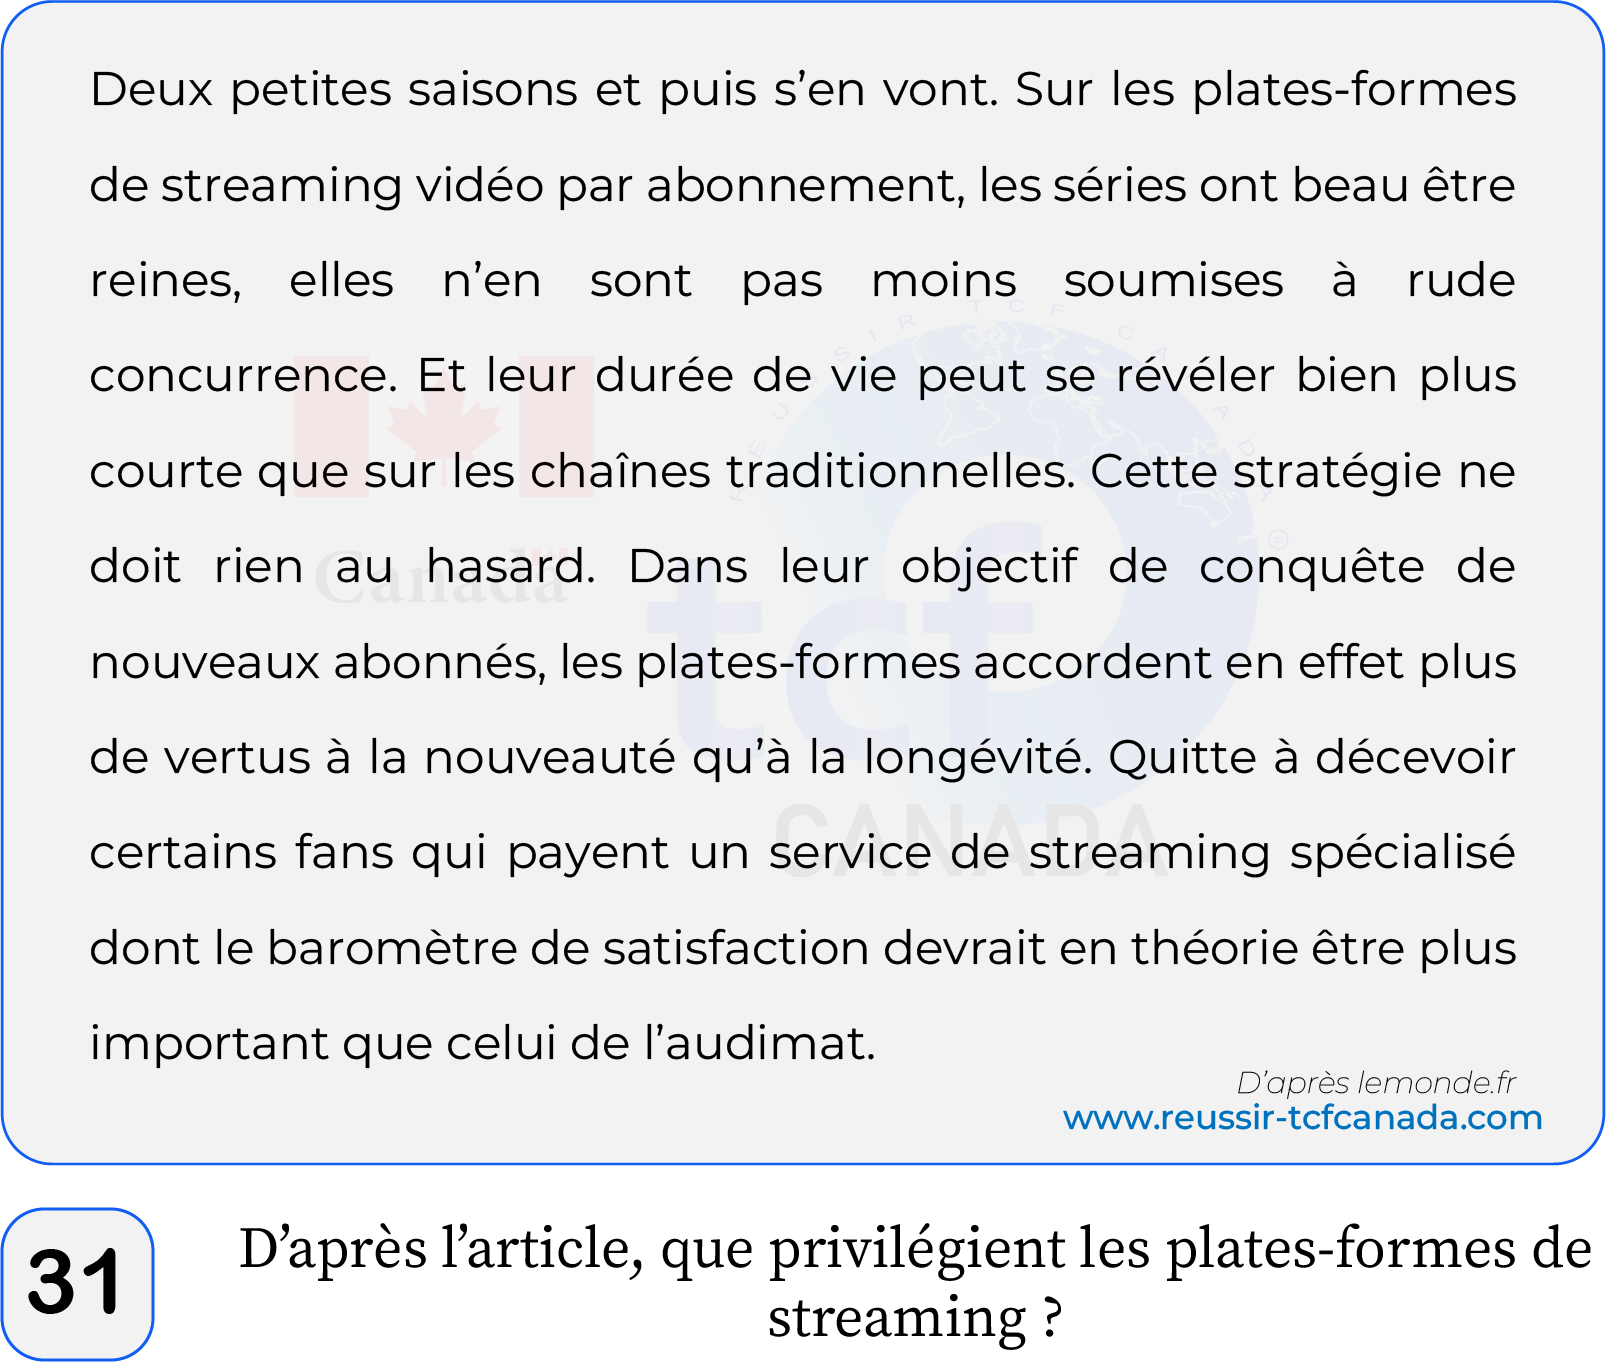 Deux petites saisons et puis s’en vont. Sur les plates-formes
de streaming vidéo par abonnement, les séries ont beau être
reines, elles n’en sont pas moins soumises à rude
concurrence. Et leur durée de vie peut se révéler bien plus
courte que sur les chaînes traditionnelles. Cette stratégie ne
doit rien au hasard. Dans leur objectif de conquête de
nouveaux abonnés, les plates-formes accordent en effet plus
de vertus à la nouveauté qu’à la longévité. Quitte à décevoir
certains fans qui payent un service de streaming spécialisé
dont le baromètre de satisfaction devrait en théorie être plus
important que celui de l’audimat.
D’après lemonde.fr
www.reussir-tcfcanada.com
RÉUSSIR TCF CANADA ®
Canada
tcf
CANADA
31
D’après l’article, que privilégient les plates-formes de
streaming ?